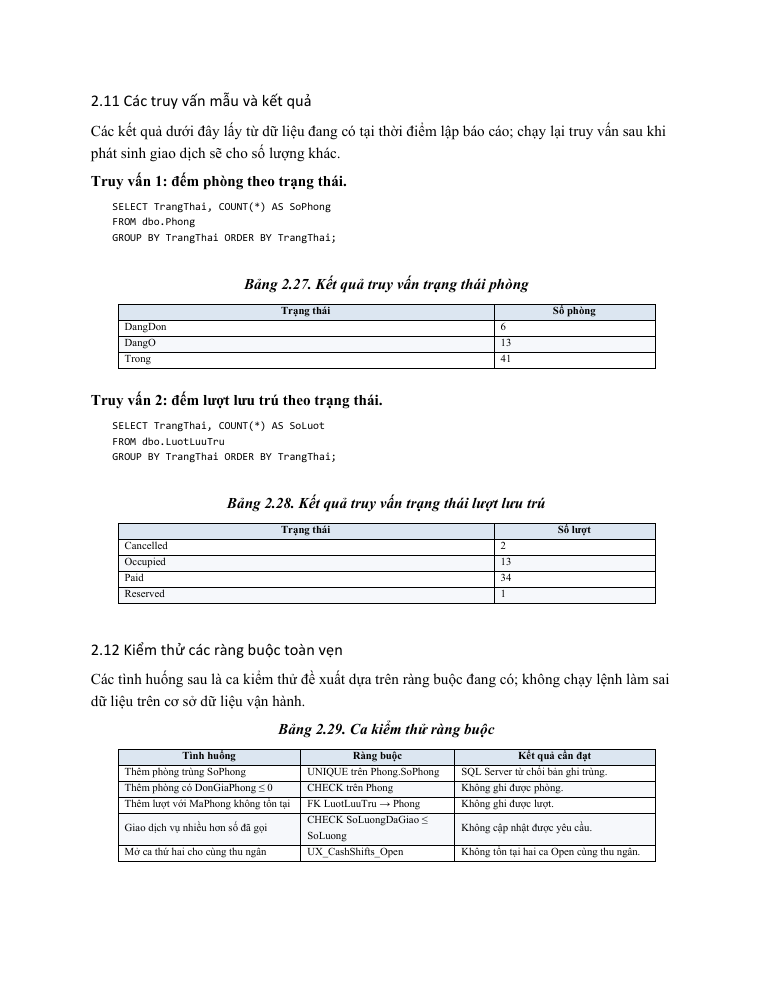 2.11 Các truy vấn mẫu và kết quả
Các kết quả dưới đây lấy từ dữ liệu đang có tại thời điểm lập báo cáo; chạy lại truy vấn sau khi
phát sinh giao dịch sẽ cho số lượng khác.
Truy vấn 1: đếm phòng theo trạng thái.
SELECT TrangThai, COUNT(*) AS SoPhong
FROM dbo.Phong
GROUP BY TrangThai ORDER BY TrangThai;
Bảng 2.27. Kết quả truy vấn trạng thái phòng
Trạng thái Số phòng
DangDon 6
DangO 13
Trong 41
Truy vấn 2: đếm lượt lưu trú theo trạng thái.
SELECT TrangThai, COUNT(*) AS SoLuot
FROM dbo.LuotLuuTru
GROUP BY TrangThai ORDER BY TrangThai;
Bảng 2.28. Kết quả truy vấn trạng thái lượt lưu trú
Trạng thái Số lượt
Cancelled 2
Occupied 13
Paid 34
Reserved 1
2.12 Kiểm thử các ràng buộc toàn vẹn
Các tình huống sau là ca kiểm thử đề xuất dựa trên ràng buộc đang có; không chạy lệnh làm sai
dữ liệu trên cơ sở dữ liệu vận hành.
Bảng 2.29. Ca kiểm thử ràng buộc
Tình huống Ràng buộc Kết quả cần đạt
Thêm phòng trùng SoPhong UNIQUE trên Phong.SoPhong SQL Server từ chối bản ghi trùng.
Thêm phòng có DonGiaPhong ≤ 0 CHECK trên Phong Không ghi được phòng.
Thêm lượt với MaPhong không tồn tại FK LuotLuuTru → Phong Không ghi được lượt.
Giao dịch vụ nhiều hơn số đã gọi CHECK SoLuongDaGiao ≤ Không cập nhật được yêu cầu.
SoLuong
Mở ca thứ hai cho cùng thu ngân UX_CashShifts_Open Không tồn tại hai ca Open cùng thu ngân.